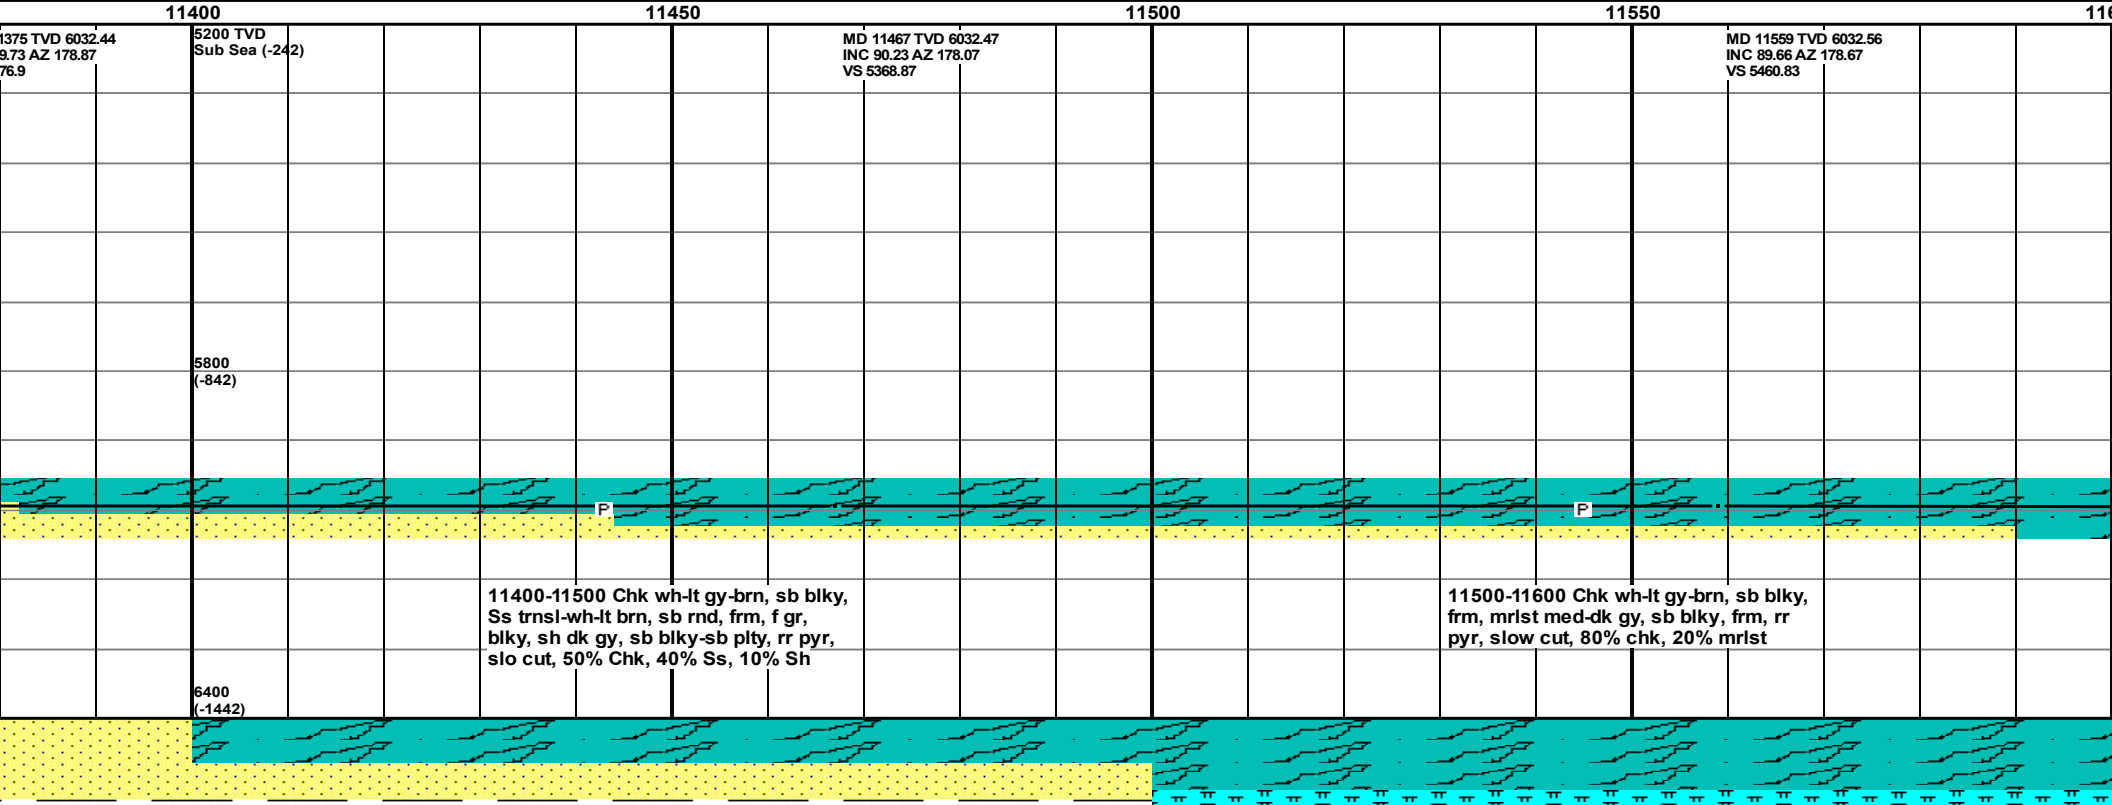 11400 11450 11500 11550 116
1375 TVD 6032.44
9.73 AZ 178.87
76.9
5200 TVD
Sub Sea (-242)
MD 11467 TVD 6032.47
INC 90.23 AZ 178.07
VS 5368.87
MD 11559 TVD 6032.56
INC 89.66 AZ 178.67
VS 5460.83
5800
(-842)
P
P
11400-11500 Chk wh-lt gy-brn, sb blky,
Ss trnsl-wh-lt brn, sb rnd, frm, f gr,
blky, sh dk gy, sb blky-sb plty, rr pyr,
slo cut, 50% Chk, 40% Ss, 10% Sh
11500-11600 Chk wh-lt gy-brn, sb blky,
frm, mrlst med-dk gy, sb blky, frm, rr
pyr, slow cut, 80% chk, 20% mrlst
6400
(-1442)